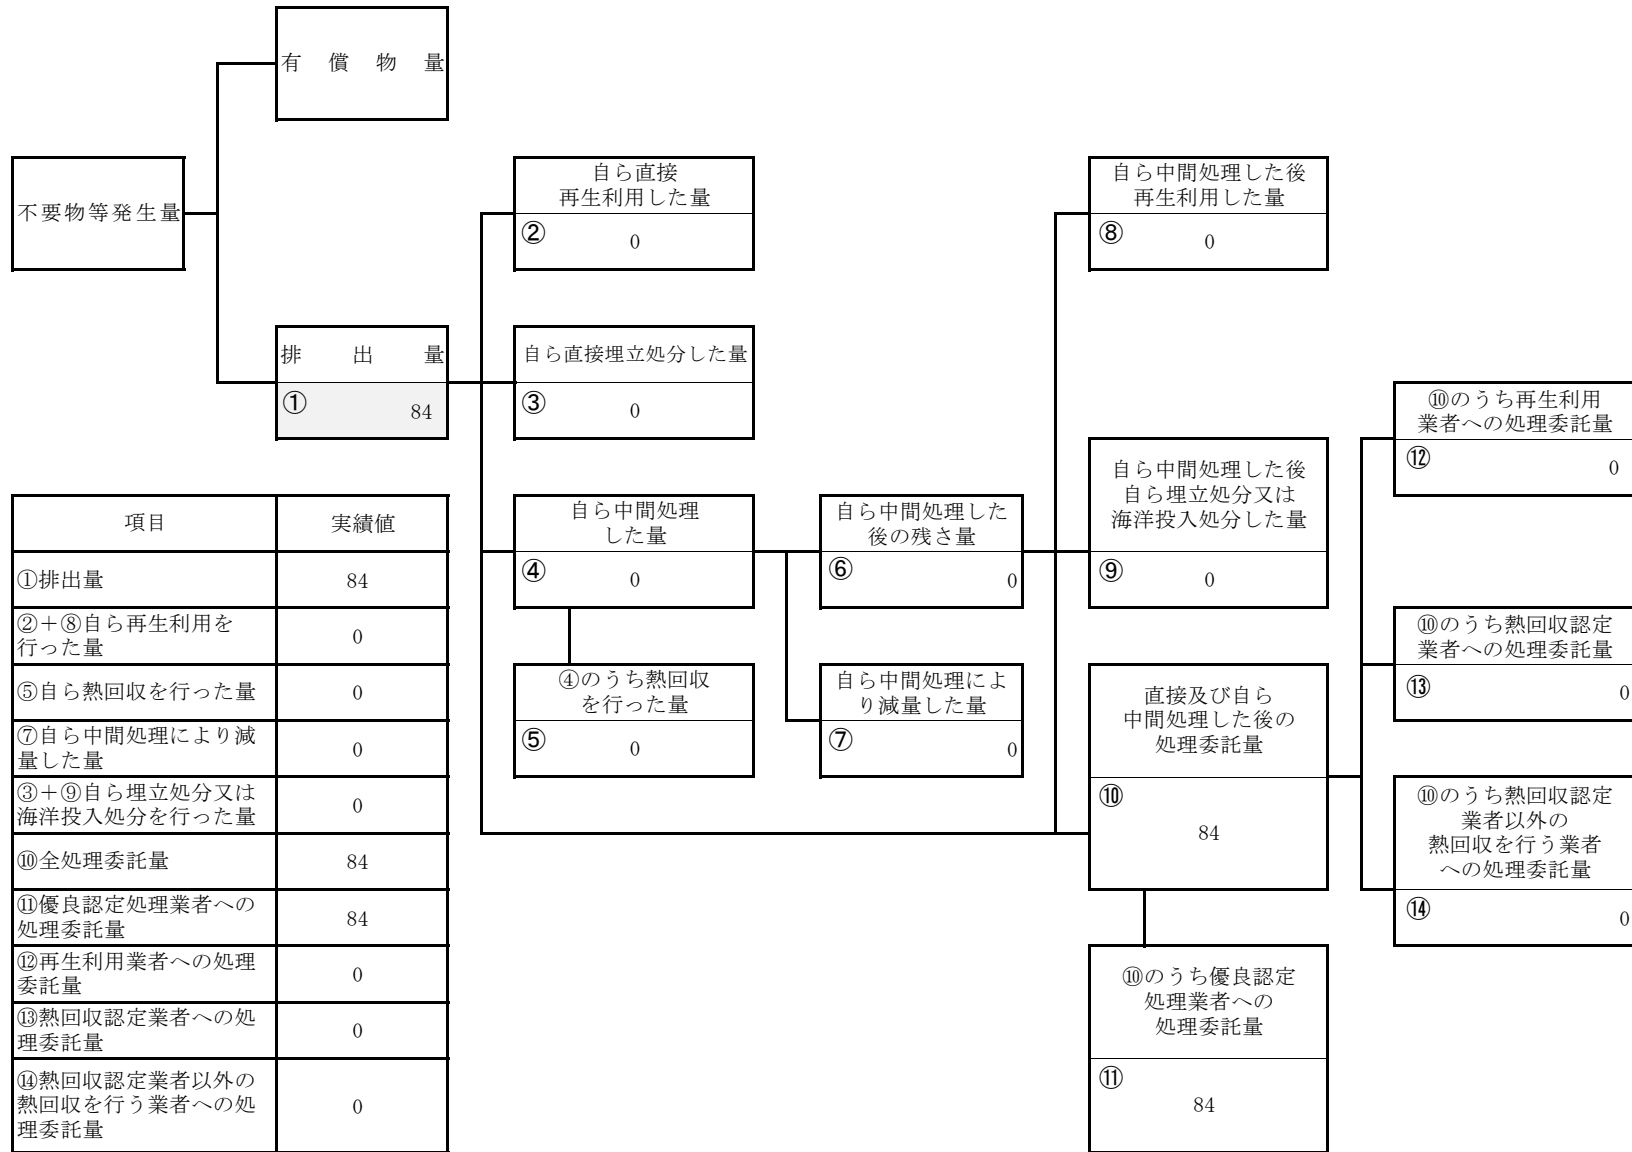 有償物量
不要物等発生量
排出量
① 84
自ら直接
再生利用した量
② 0
自ら直接埋立処分した量
③ 0
自ら中間処理
した量
④ 0
④のうち熱回収
を行った量
⑤ 0
自ら中間処理した
後の残さ量
⑥ 0
自ら中間処理によ
り減量した量
⑦ 0
自ら中間処理した後
再生利用した量
⑧ 0
自ら中間処理した後
自ら埋立処分又は
海洋投入処分した量
⑨ 0
直接及び自ら
中間処理した後の
処理委託量
⑩
84
⑩のうち優良認定
処理業者への
処理委託量
⑪
84
⑩のうち再生利用
業者への処理委託量
⑫ 0
⑩のうち熱回収認定
業者への処理委託量
⑬ 0
⑩のうち熱回収認定
業者以外の
熱回収を行う業者
への処理委託量
⑭ 0
項目 実績値
①排出量 84
②+⑧自ら再生利用を
行った量 0
⑤自ら熱回収を行った量 0
⑦自ら中間処理により減
量した量 0
③+⑨自ら埋立処分又は
海洋投入処分を行った量 0
⑩全処理委託量 84
⑪優良認定処理業者への
処理委託量 84
⑫再生利用業者への処理
委託量 0
⑬熱回収認定業者への処
理委託量 0
⑭熱回収認定業者以外の
熱回収を行う業者への処
理委託量 0